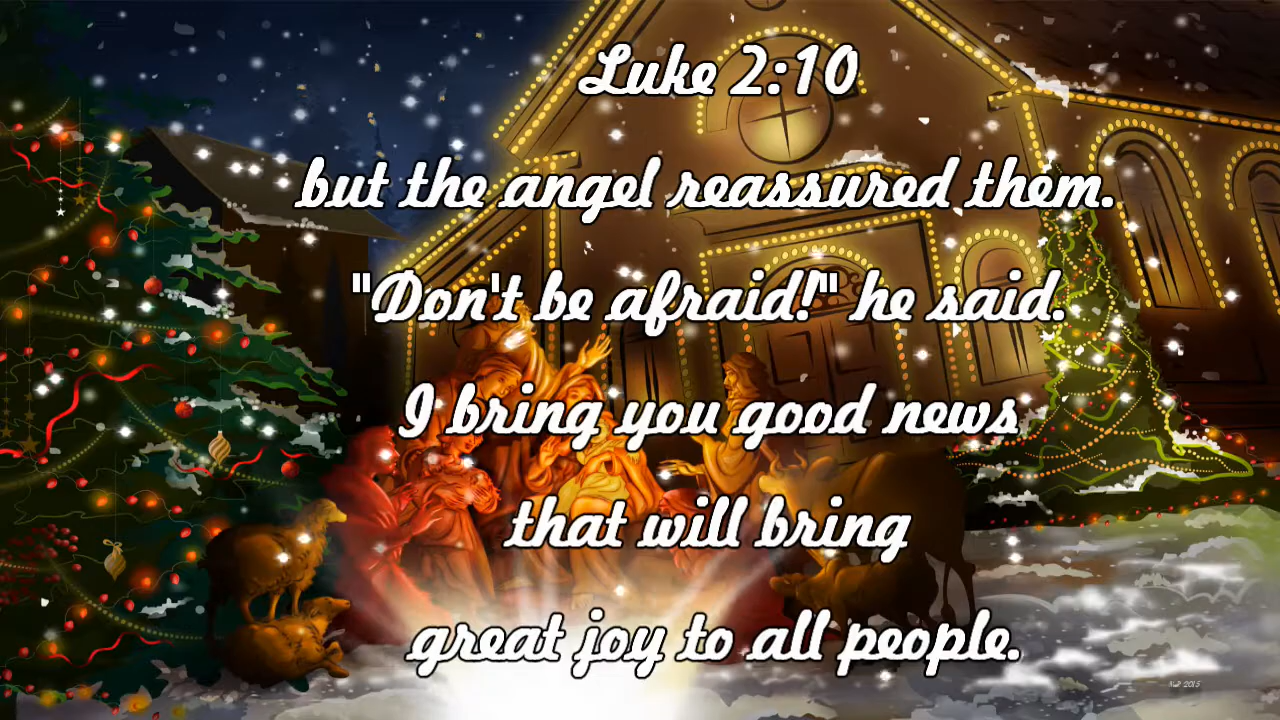 Luke 2:10
but the angel reassured them.
"Don't be afraid!" he said.
I bring you good news
that will bring
great joy to all people.
2015